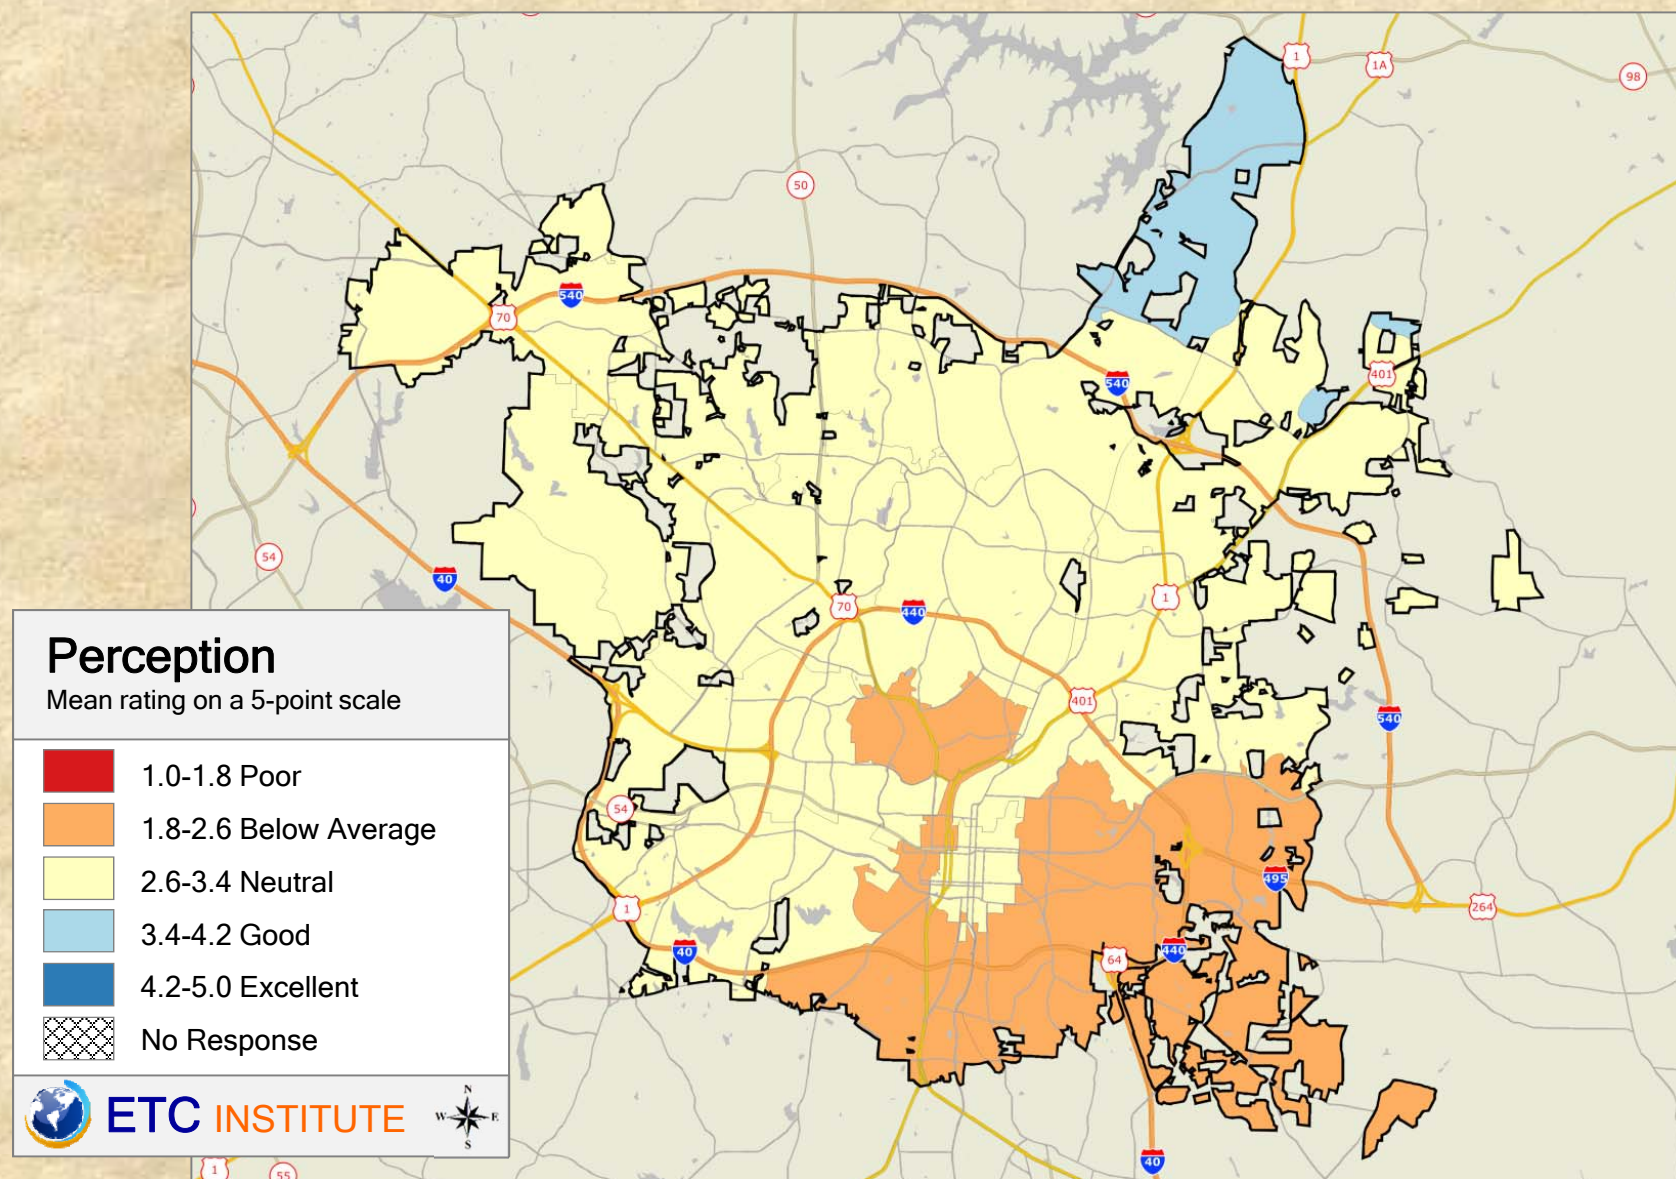 1
1A
98
50
540
70
401
540
54
40
70
440
1
401
540
54
495
264
1
40
64
440
40
1
55
Perception
Mean rating on a 5-point scale
1.0-1.8 Poor
1.8-2.6 Below Average
2.6-3.4 Neutral
3.4-4.2 Good
4.2-5.0 Excellent
No Response
ETC INSTITUTE
N
W E
S